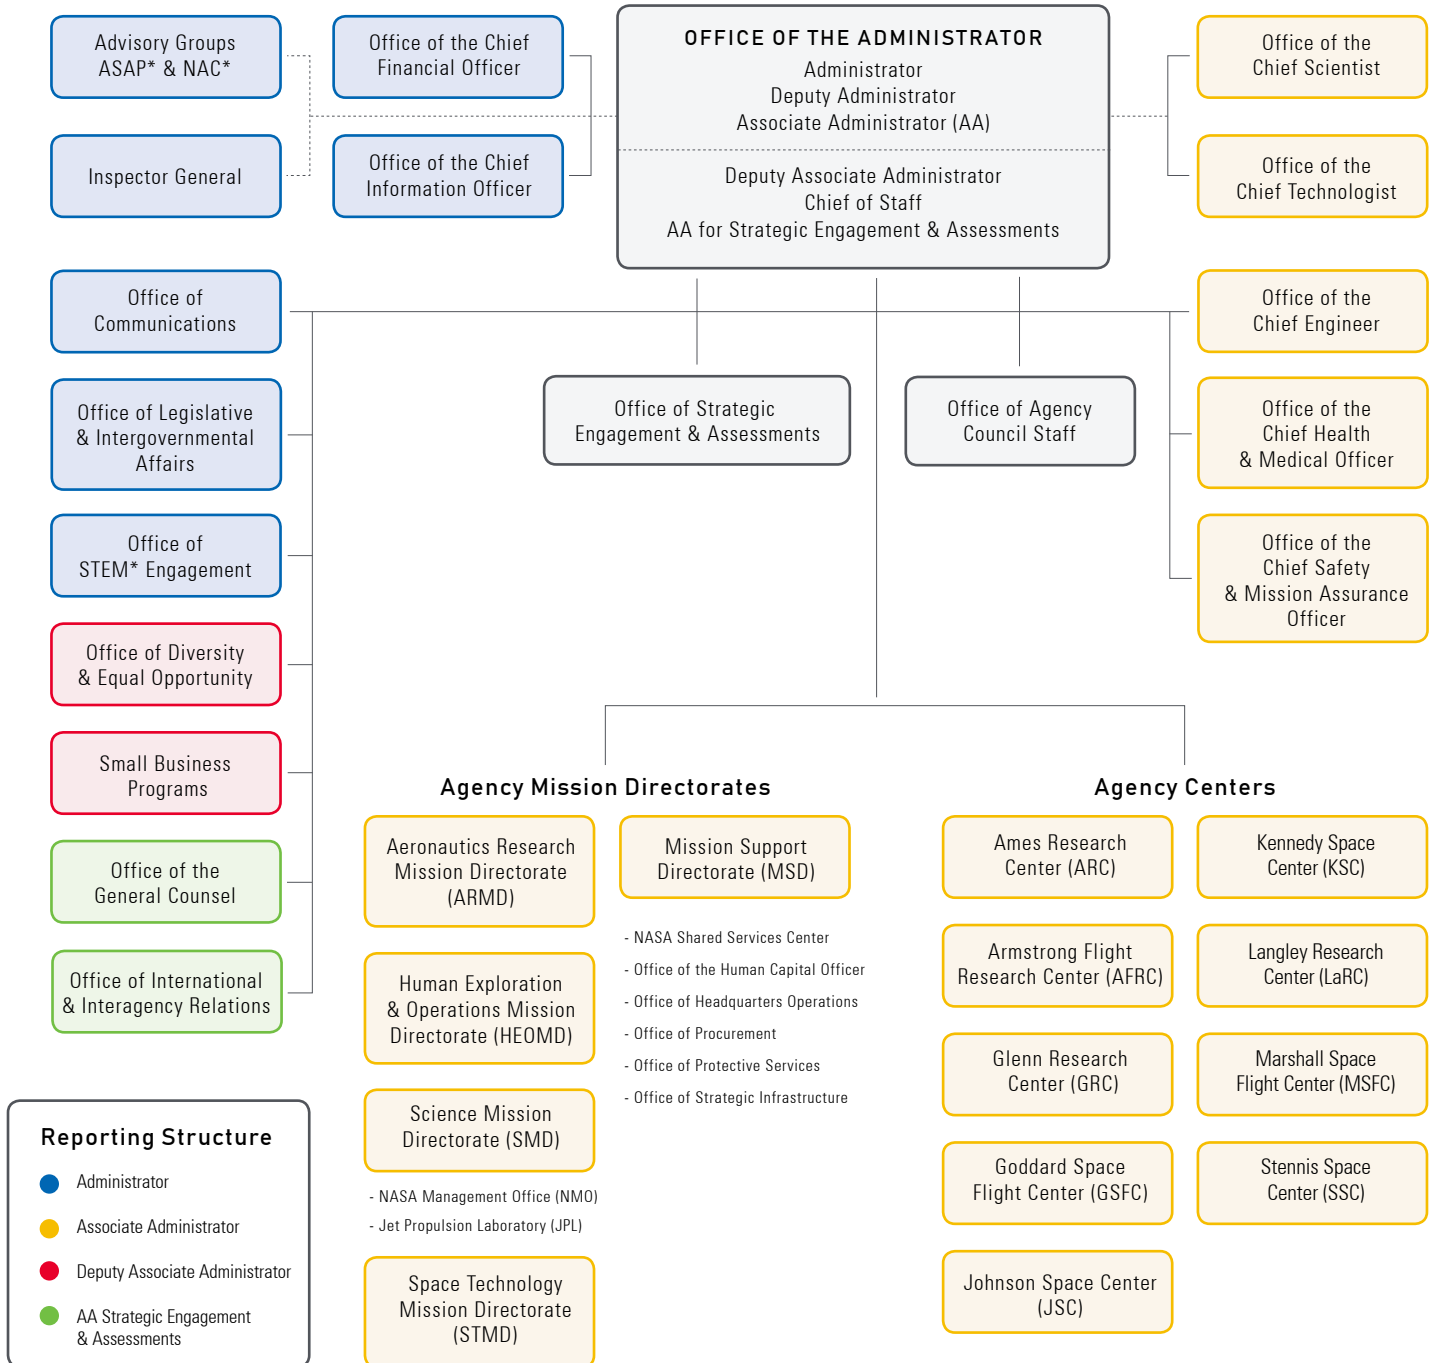 Advisory Groups
ASAP* & NAC*
Office of the Chief
Financial Officer
OFFICE OF THE ADMINISTRATOR
Administrator
Deputy Administrator
Associate Administrator (AA)
Deputy Associate Administrator
Chief of Staff
AA for Strategic Engagement & Assessments
Office of the
Chief Scientist
Inspector General
Office of the Chief
Information Officer
Office of the
Chief Technologist
Office of
Communications
Office of Legislative
& Intergovernmental
Affairs
Office of
STEM* Engagement
Office of Diversity
& Equal Opportunity
Small Business
Programs
Office of the
General Counsel
Office of International
& Interagency Relations
Office of Strategic
Engagement & Assessments
Office of Agency
Council Staff
Office of the
Chief Engineer
Office of the
Chief Health
& Medical Officer
Office of the
Chief Safety
& Mission Assurance
Officer
Agency Mission Directorates
Aeronautics Research
Mission Directorate
(ARMD)
Human Exploration
& Operations Mission
Directorate (HEOMD)
Science Mission
Directorate (SMD)
- NASA Management Office (NMO)
- Jet Propulsion Laboratory (JPL)
Space Technology
Mission Directorate
(STMD)
Mission Support
Directorate (MSD)
- NASA Shared Services Center
- Office of the Human Capital Officer
- Office of Headquarters Operations
- Office of Procurement
- Office of Protective Services
- Office of Strategic Infrastructure
Agency Centers
Ames Research
Center (ARC)
Armstrong Flight
Research Center (AFRC)
Glenn Research
Center (GRC)
Goddard Space
Flight Center (GSFC)
Johnson Space Center
(JSC)
Kennedy Space
Center (KSC)
Langley Research
Center (LaRC)
Marshall Space
Flight Center (MSFC)
Stennis Space
Center (SSC)
Reporting Structure
Administrator
Associate Administrator
Deputy Associate Administrator
AA Strategic Engagement
& Assessments